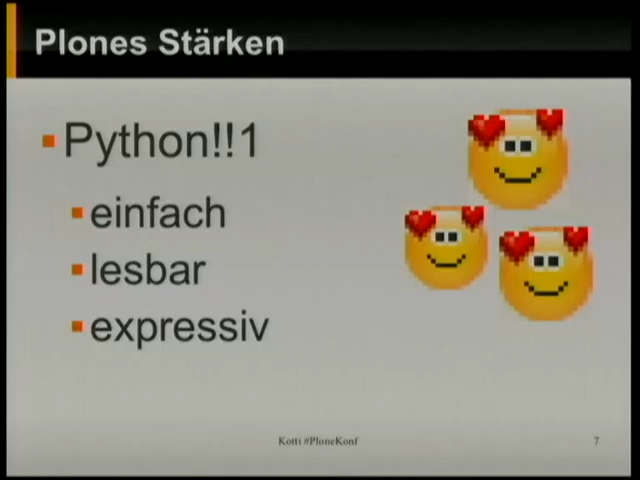 Plones Stärken
Python!!1
einfach
lesbar
expressiv
Kotti #PloneKonf
7